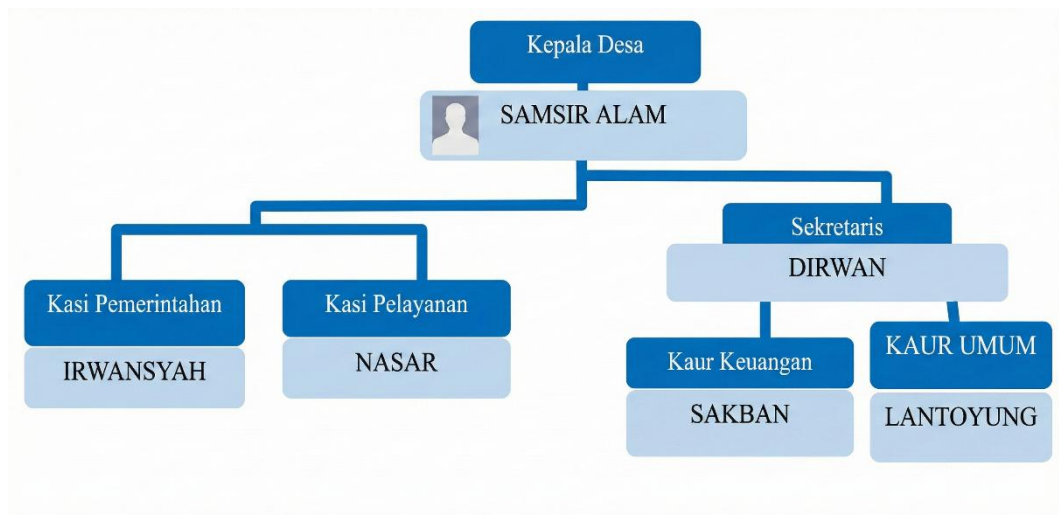 Kepala Desa
SAMSIR ALAM
Sekretaris
DIRWAN
Kasi Pemerintahan
IRWANSYAH
Kasi Pelayanan
NASAR
Kaur Keuangan
SAKBAN
KAUR UMUM
LANTOYUNG